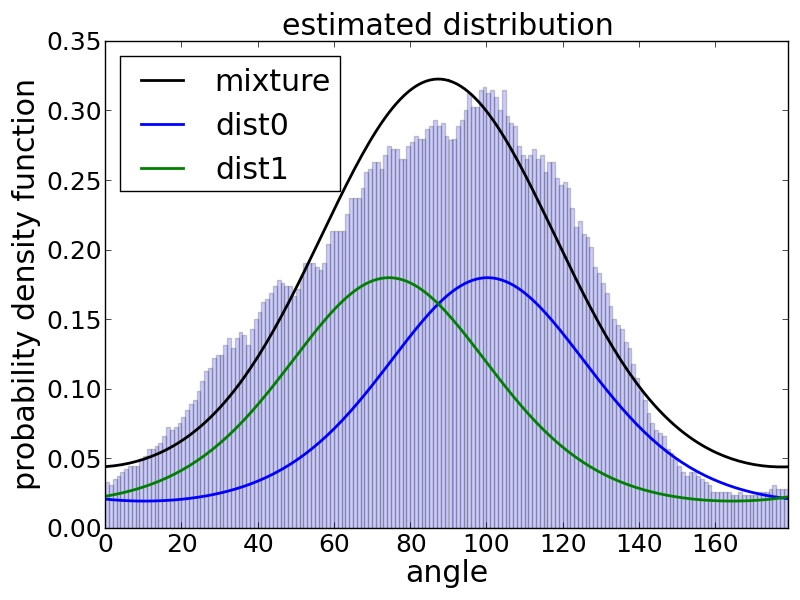 estimated distribution
0.35
0.30
0.25
0.20
0.15
0.10
0.05
0.00
probability density function
mixture
dist0
dist1
0 20 40 60 80 100 120 140 160
angle